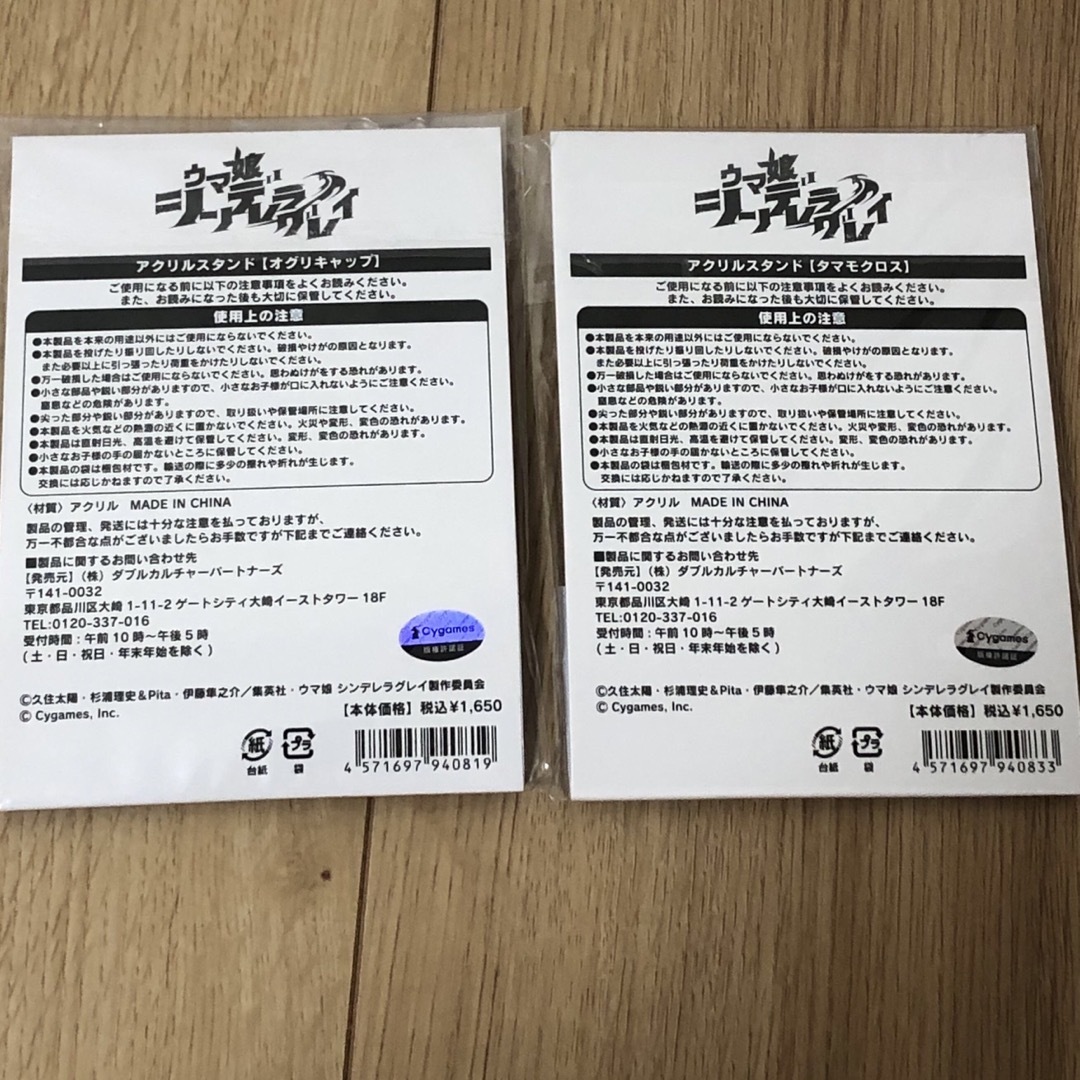 ウマ娘
シンデレラグレイ
アクリルスタンド【オグリキャップ】
ご使用になる前に以下の注意事項をよくお読みください。
また、お読みになった後も大切に保管してください。
使用上の注意
●本製品を本来の用途以外にはご使用にならないでください。
●本製品を投げたり振り回したりしないでください。破損やけがの原因となります。
また必要以上に引っ張ったり荷重をかけたりしないでください。
●万一破損した場合はご使用にならないでください。思わぬけがをする恐れがあります。
●小さな部品や鋭い部分がありますので、小さなお子様が口に入れないようにご注意ください。
窒息などの危険があります。
●尖った部分や鋭い部分がありますので、取り扱いや保管場所に注意してください。
●本製品を火気などの熱源の近くに置かないでください。火災や変形、変色の恐れがあります。
●本製品は直射日光、高温を避けて保管してください。変形、変色の恐れがあります。
●小さなお子様の手の届かないところに保管してください。
●本製品の袋は梱包材です。輸送の際に多少の擦れや折れが生じます。
交換には応じかねますのでご了承ください。
〈材質〉アクリル MADE IN CHINA
製品の管理、発送には十分な注意を払っておりますが、
万一不都合な点がございましたらお手数ですが下記までご連絡ください。
■製品に関するお問い合わせ先
【発売元】(株)ダブルカルチャーパートナーズ
〒141-0032
東京都品川区大崎 1-11-2 ゲートシティ大崎イーストタワー 18F
TEL:0120-337-016
受付時間:午前10時~午後5時
(土・日・祝日・年末年始を除く)
Cygames
版権許諾証
©久住太陽・杉浦理史&Pita・伊藤隼之介/集英社・ウマ娘 シンデレラグレイ製作委員会
© Cygames, Inc.
【本体価格】税込¥1,650
紙 プラ
台紙 袋
4 571697 940819
ウマ娘
シンデレラグレイ
アクリルスタンド【タマモクロス】
ご使用になる前に以下の注意事項をよくお読みください。
また、お読みになった後も大切に保管してください。
使用上の注意
●本製品を本来の用途以外にはご使用にならないでください。
●本製品を投げたり振り回したりしないでください。破損やけがの原因となります。
また必要以上に引っ張ったり荷重をかけたりしないでください。
●万一破損した場合はご使用にならないでください。思わぬけがをする恐れがあります。
●小さな部品や鋭い部分がありますので、小さなお子様が口に入れないようにご注意ください。
窒息などの危険があります。
●尖った部分や鋭い部分がありますので、取り扱いや保管場所に注意してください。
●本製品を火気などの熱源の近くに置かないでください。火災や変形、変色の恐れがあります。
●本製品は直射日光、高温を避けて保管してください。変形、変色の恐れがあります。
●小さなお子様の手の届かないところに保管してください。
●本製品の袋は梱包材です。輸送の際に多少の擦れや折れが生じます。
交換には応じかねますのでご了承ください。
〈材質〉アクリル MADE IN CHINA
製品の管理、発送には十分な注意を払っておりますが、
万一不都合な点がございましたらお手数ですが下記までご連絡ください。
■製品に関するお問い合わせ先
【発売元】(株)ダブルカルチャーパートナーズ
〒141-0032
東京都品川区大崎 1-11-2 ゲートシティ大崎イーストタワー 18F
TEL:0120-337-016
受付時間:午前10時~午後5時
(土・日・祝日・年末年始を除く)
Cygames
版権許諾証
©久住太陽・杉浦理史&Pita・伊藤隼之介/集英社・ウマ娘 シンデレラグレイ製作委員会
© Cygames, Inc.
【本体価格】税込¥1,650
紙 プラ
台紙 袋
4 571697 940833